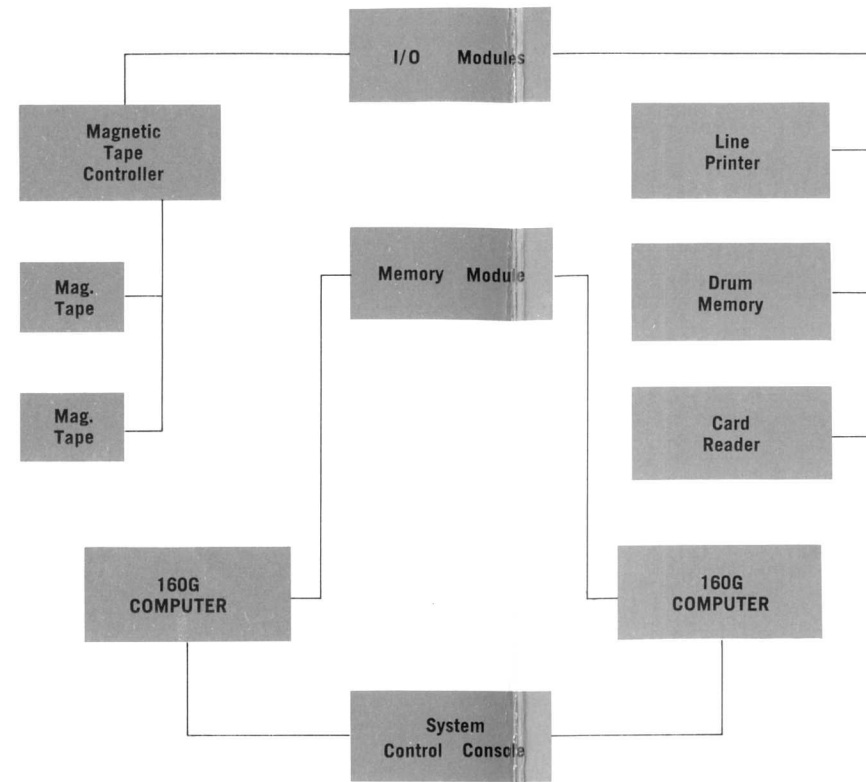 I/O Modules
Magnetic
Tape
Controller
Line
Printer
Memory Module
Mag.
Tape
Drum
Memory
Mag.
Tape
Card
Reader
160G
COMPUTER
160G
COMPUTER
System
Control Console